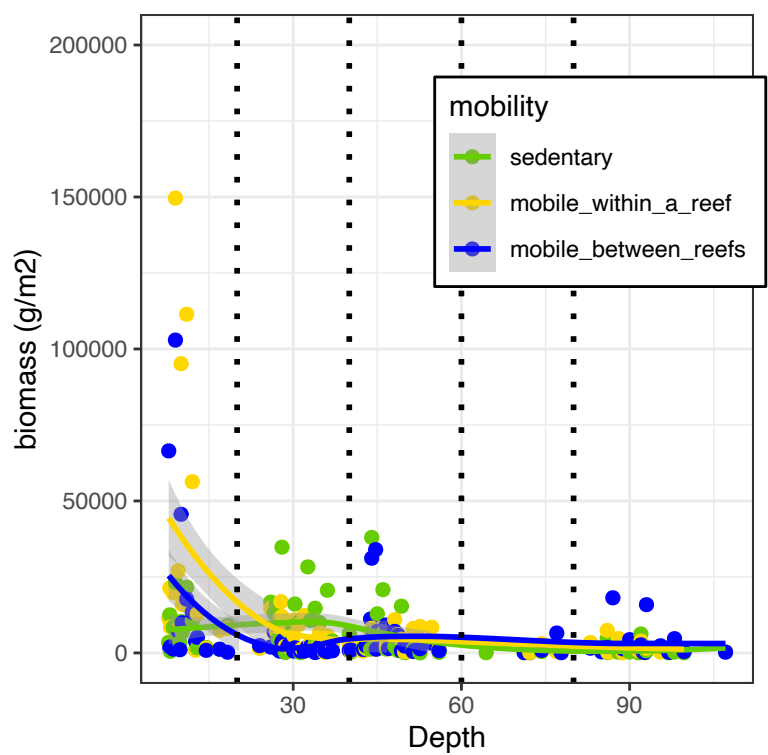 200000
150000
100000
50000
0
biomass (g/m2)
mobility
sedentary
mobile_within_a_reef
mobile_between_reefs
30
60
90
Depth